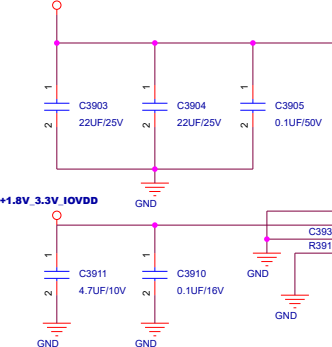 1
1
1
C3903
C3904
C3905
22UF/25V
22UF/25V
0.1UF/50V
2
2
2
GND
+1.8V_3.3V_IOVDD
C393
R391
1
1
C3911
C3910
GND
4.7UF/10V
0.1UF/16V
2
2
GND
GND
GND